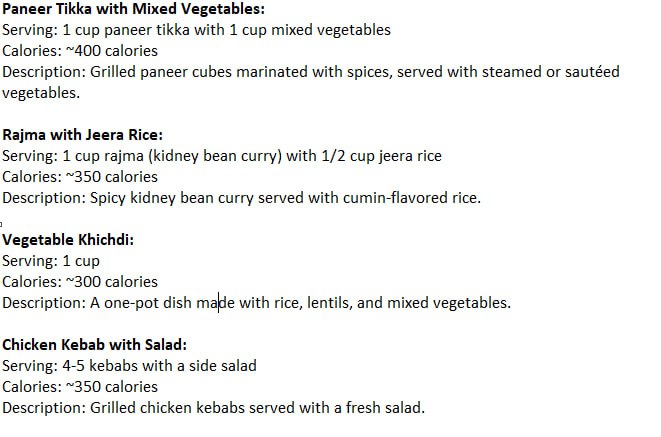 Paneer Tikka with Mixed Vegetables:
Serving: 1 cup paneer tikka with 1 cup mixed vegetables
Calories: ~400 calories
Description: Grilled paneer cubes marinated with spices, served with steamed or sautéed
vegetables.
Rajma with Jeera Rice:
Serving: 1 cup rajma (kidney bean curry) with 1/2 cup jeera rice
Calories: ~350 calories
Description: Spicy kidney bean curry served with cumin-flavored rice.
Vegetable Khichdi:
Serving: 1 cup
Calories: ~300 calories
Description: A one-pot dish made with rice, lentils, and mixed vegetables.
Chicken Kebab with Salad:
Serving: 4-5 kebabs with a side salad
Calories: ~350 calories
Description: Grilled chicken kebabs served with a fresh salad.